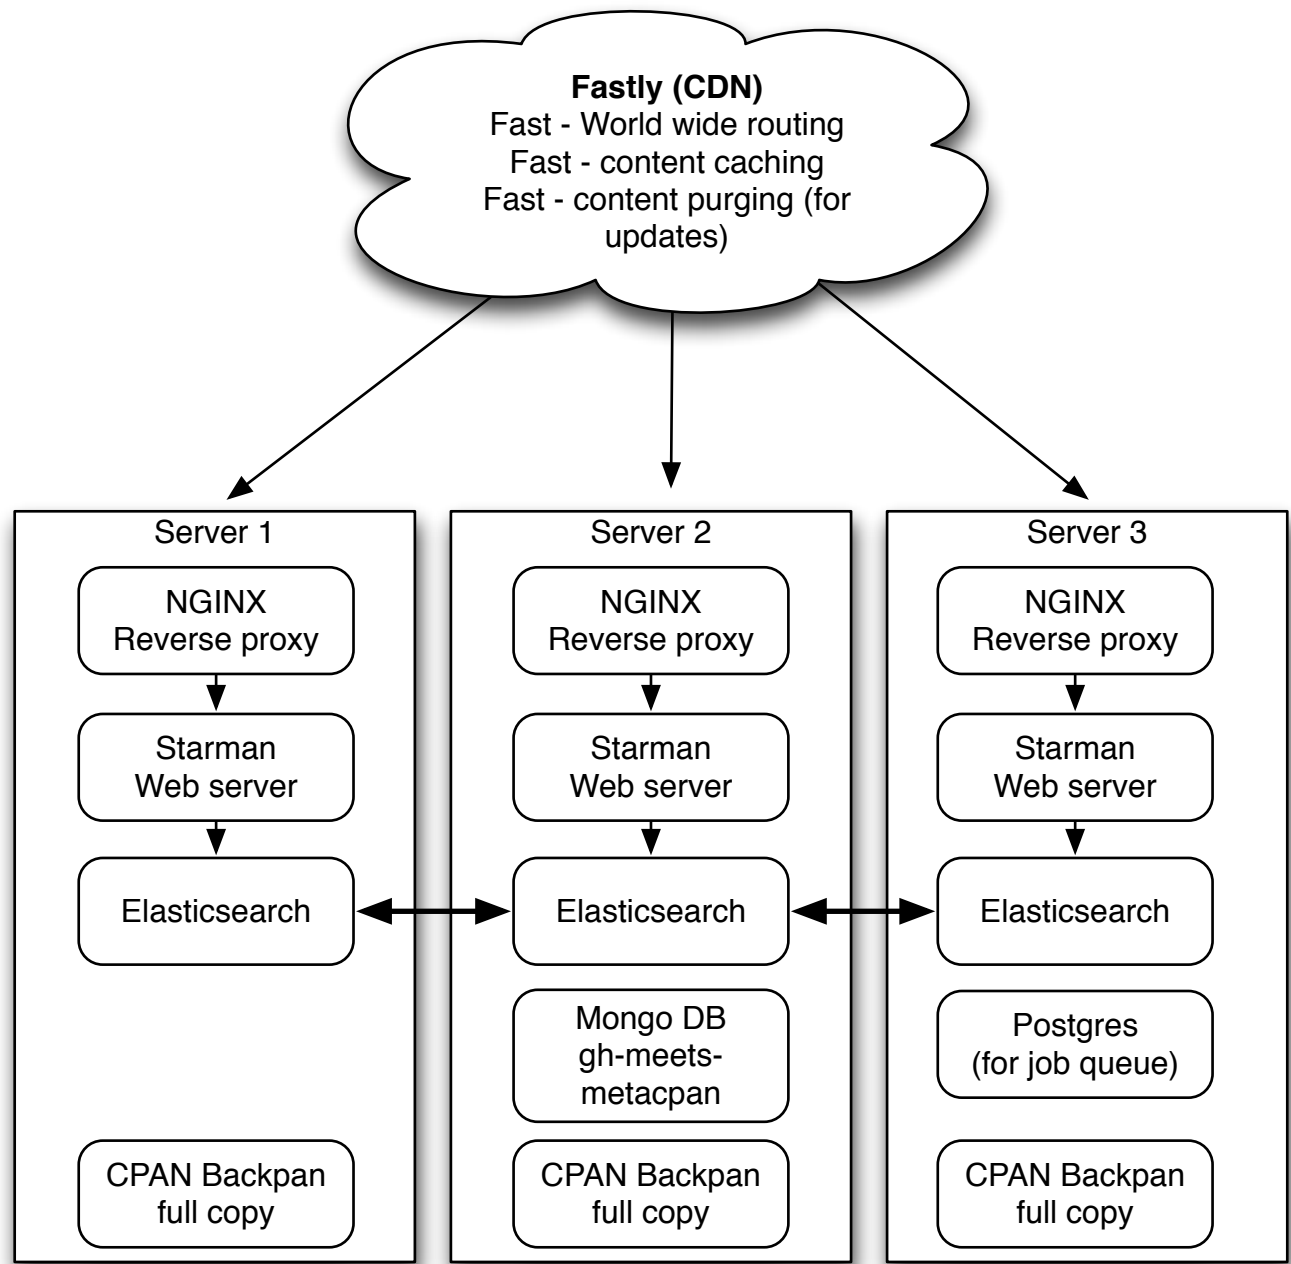 Fastly (CDN)
Fast - World wide routing
Fast - content caching
Fast - content purging (for
updates)
Server 1
NGINX
Reverse proxy
Starman
Web server
Elasticsearch
CPAN Backpan
full copy
Server 2
NGINX
Reverse proxy
Starman
Web server
Elasticsearch
Mongo DB
gh-meets-
metacpan
CPAN Backpan
full copy
Server 3
NGINX
Reverse proxy
Starman
Web server
Elasticsearch
Postgres
(for job queue)
CPAN Backpan
full copy